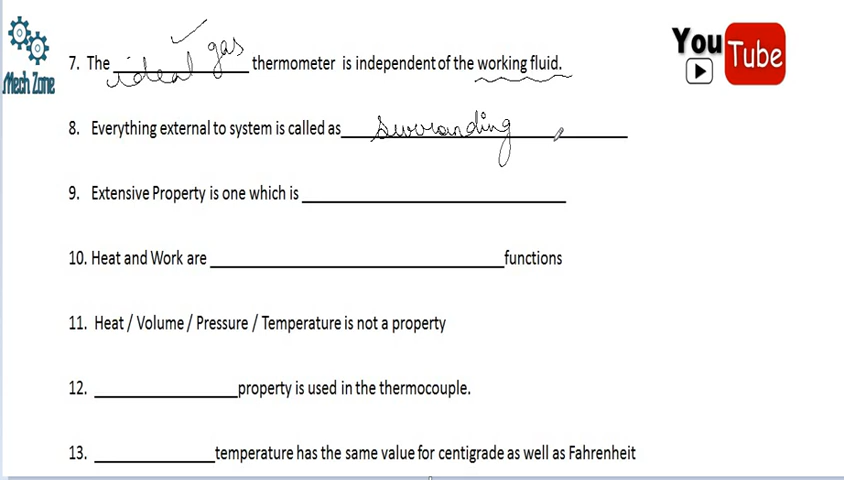 Mech Zone
You Tube
7. The ideal gas thermometer is independent of the working fluid.
8. Everything external to system is called as surranding
9. Extensive Property is one which is
10. Heat and Work are functions
11. Heat / Volume / Pressure / Temperature is not a property
12. property is used in the thermocouple.
13. temperature has the same value for centigrade as well as Fahrenheit